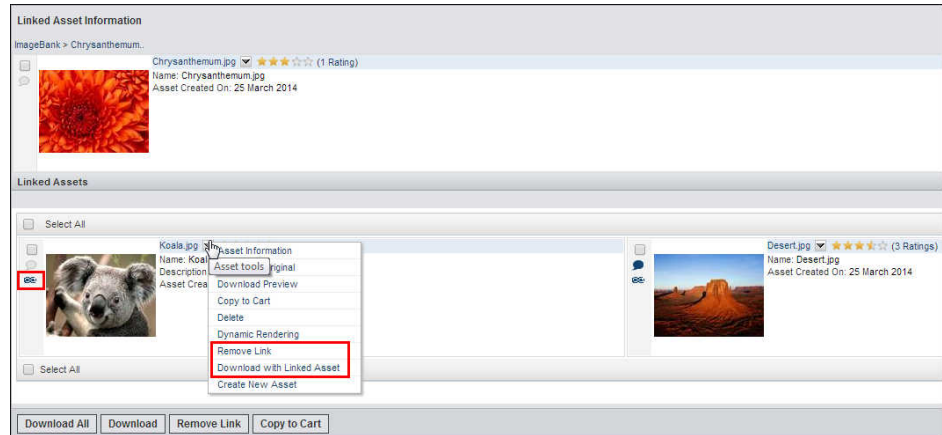 Linked Asset Information
ImageBank > Chrysanthemum..
Chrysanthemum.jpg (1 Rating)
Name: Chrysanthemum.jpg
Asset Created On: 25 March 2014
Linked Assets
Select All
Koala.jpg
Name: Koal
Description
Asset Crea
Asset Information
Asset tools
riginal
Download Preview
Copy to Cart
Delete
Dynamic Rendering
Remove Link
Download with Linked Asset
Create New Asset
Desert.jpg (3 Ratings)
Name: Desert.jpg
Asset Created On: 25 March 2014
Select All
Download All Download Remove Link Copy to Cart